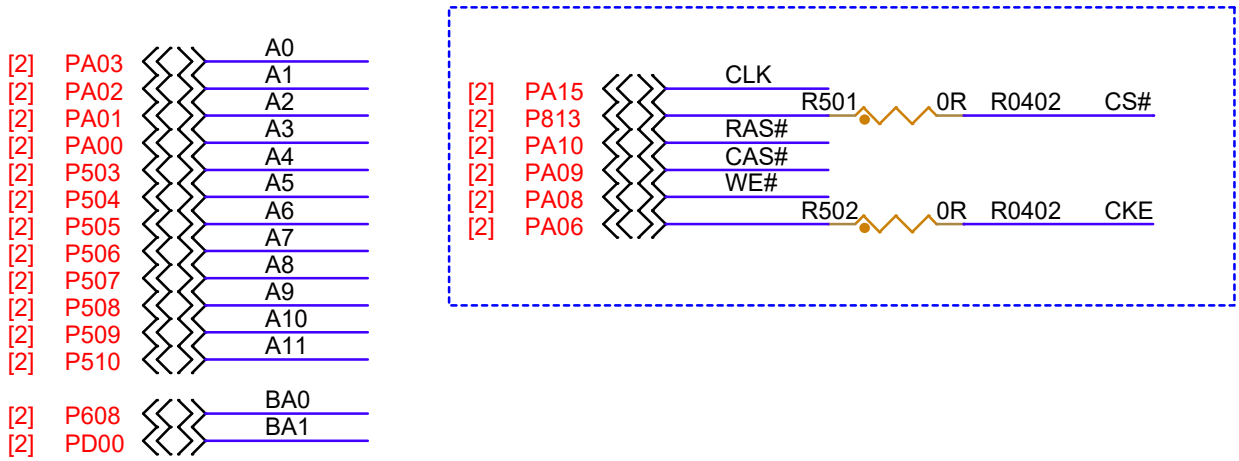 [2] PA03 A0
[2] PA02 A1
[2] PA01 A2
[2] PA00 A3
[2] P503 A4
[2] P504 A5
[2] P505 A6
[2] P506 A7
[2] P507 A8
[2] P508 A9
[2] P509 A10
[2] P510 A11
[2] P608 BA0
[2] PD00 BA1
[2] PA15 CLK
[2] P813 R501 0R R0402 CS#
[2] PA10 RAS#
[2] PA09 CAS#
[2] PA08 WE#
[2] PA06 R502 0R R0402 CKE